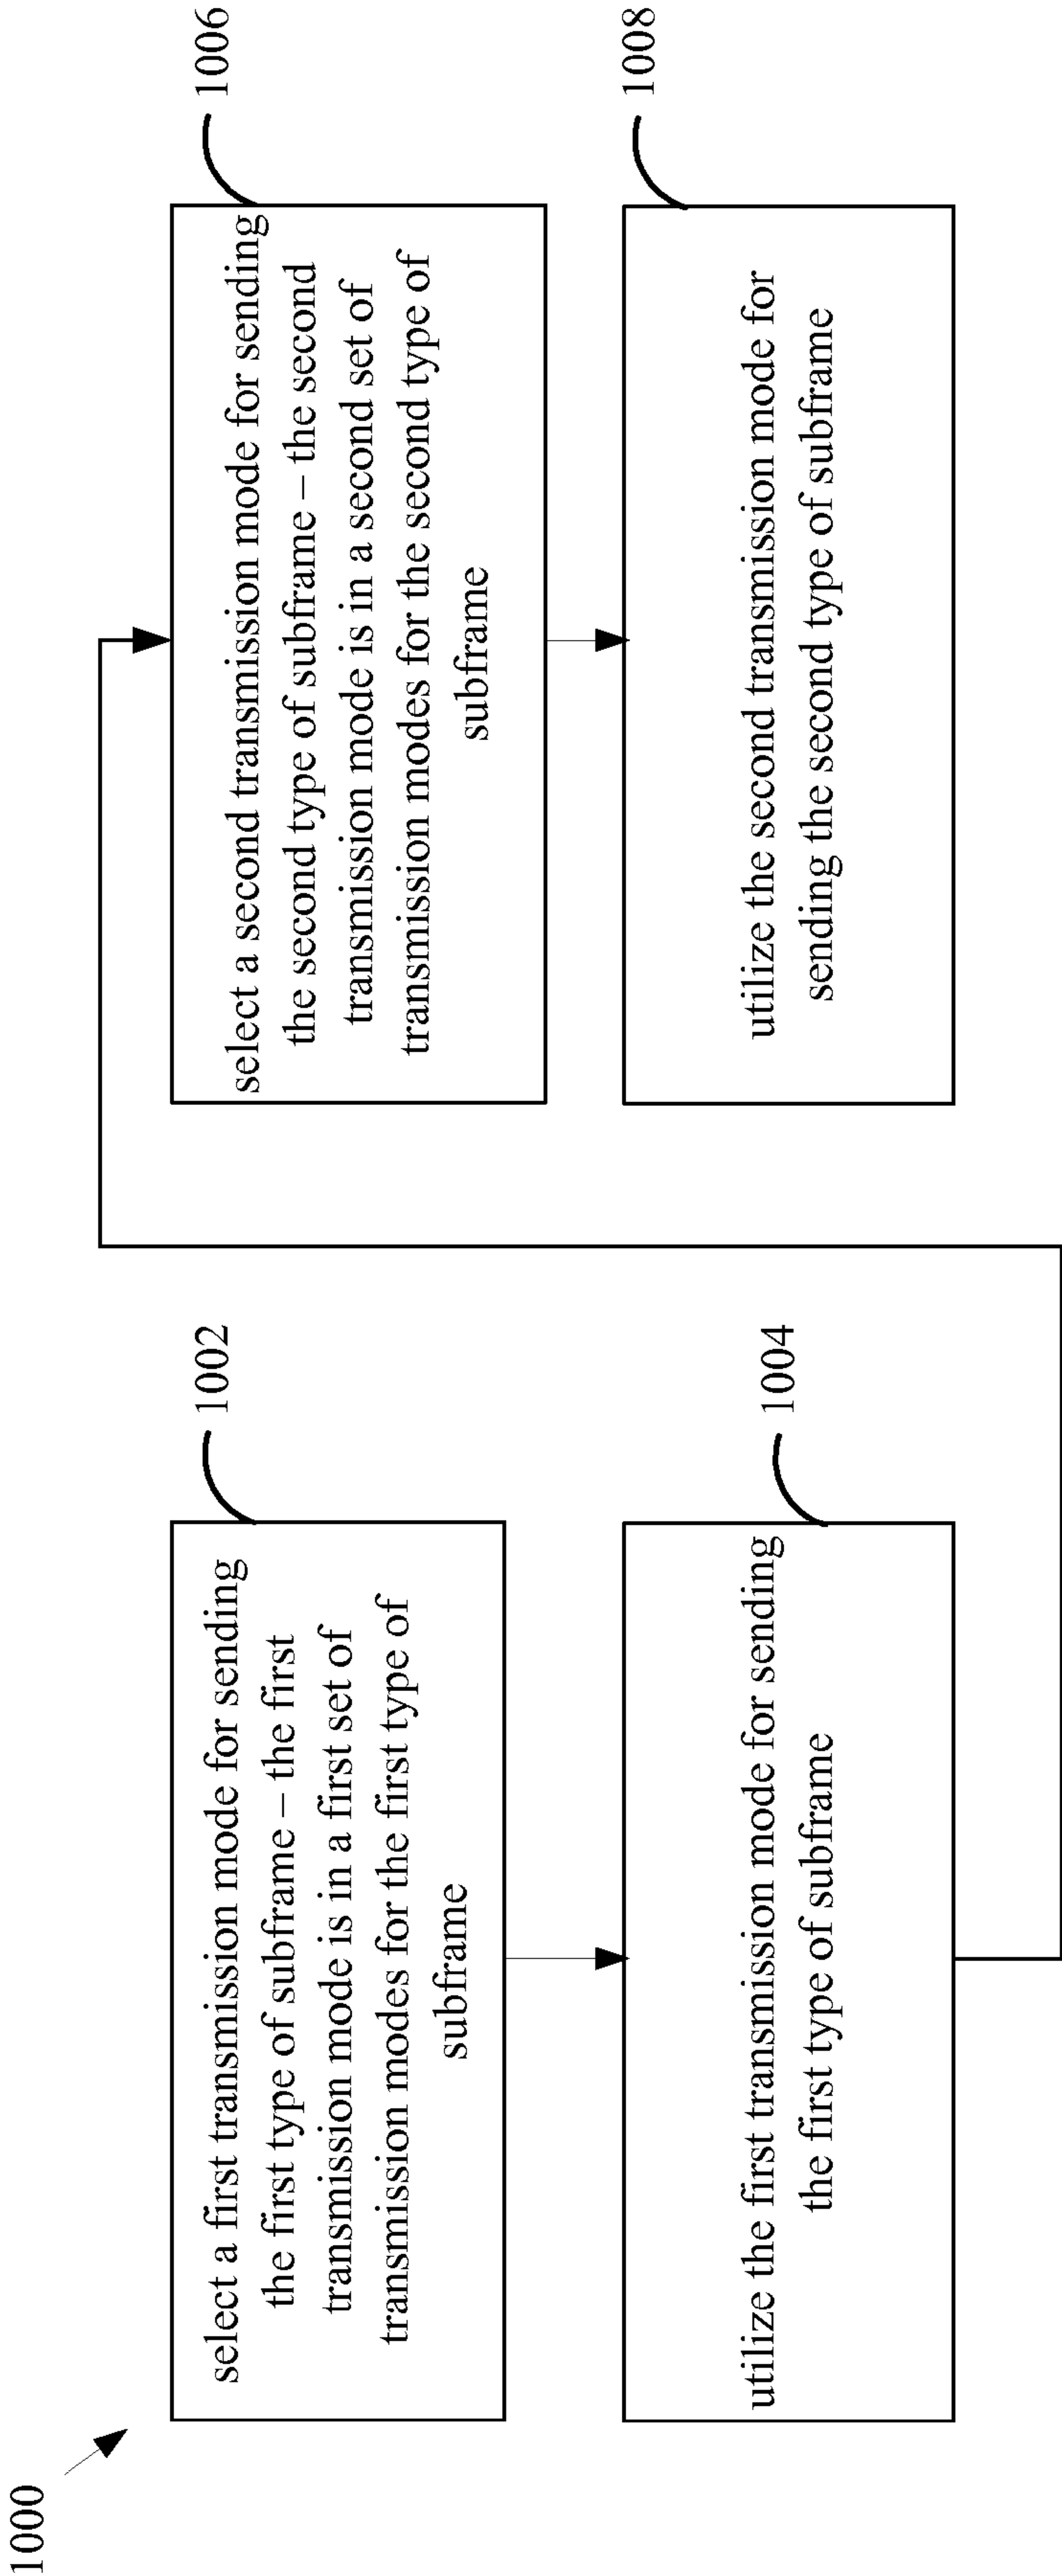 1000
select a first transmission mode for sending
the first type of subframe – the first
transmission mode is in a first set of
transmission modes for the first type of
subframe
1002
utilize the first transmission mode for sending
the first type of subframe
1004
select a second transmission mode for sending
the second type of subframe – the second
transmission mode is in a second set of
transmission modes for the second type of
subframe
1006
utilize the second transmission mode for
sending the second type of subframe
1008